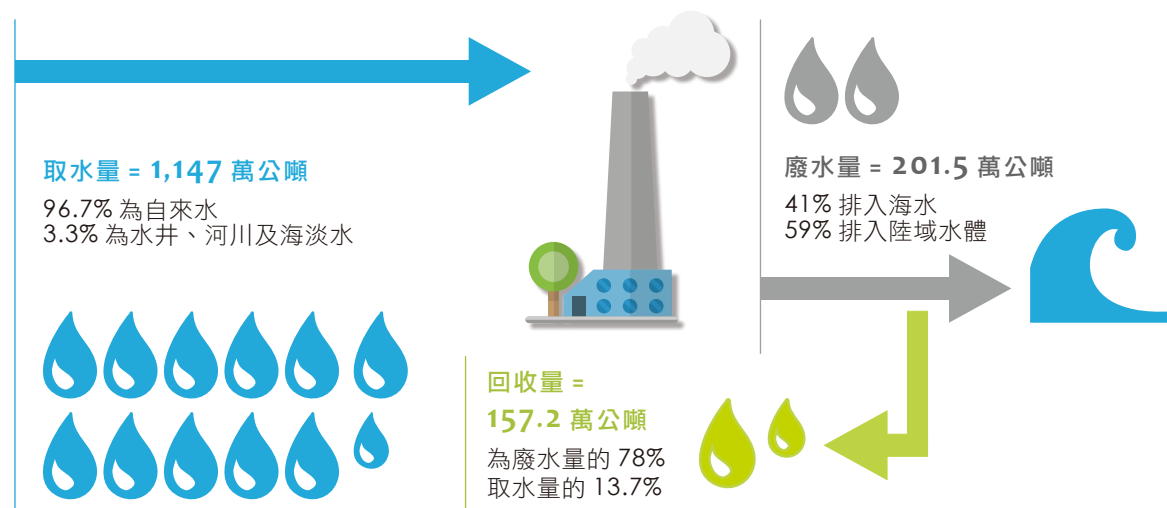 取水量 = 1,147 萬公噸
96.7% 為自來水
3.3% 為水井、河川及海淡水
廢水量 = 201.5 萬公噸
41% 排入海水
59% 排入陸域水體
回收量 =
157.2 萬公噸
為廢水量的 78%
取水量的 13.7%